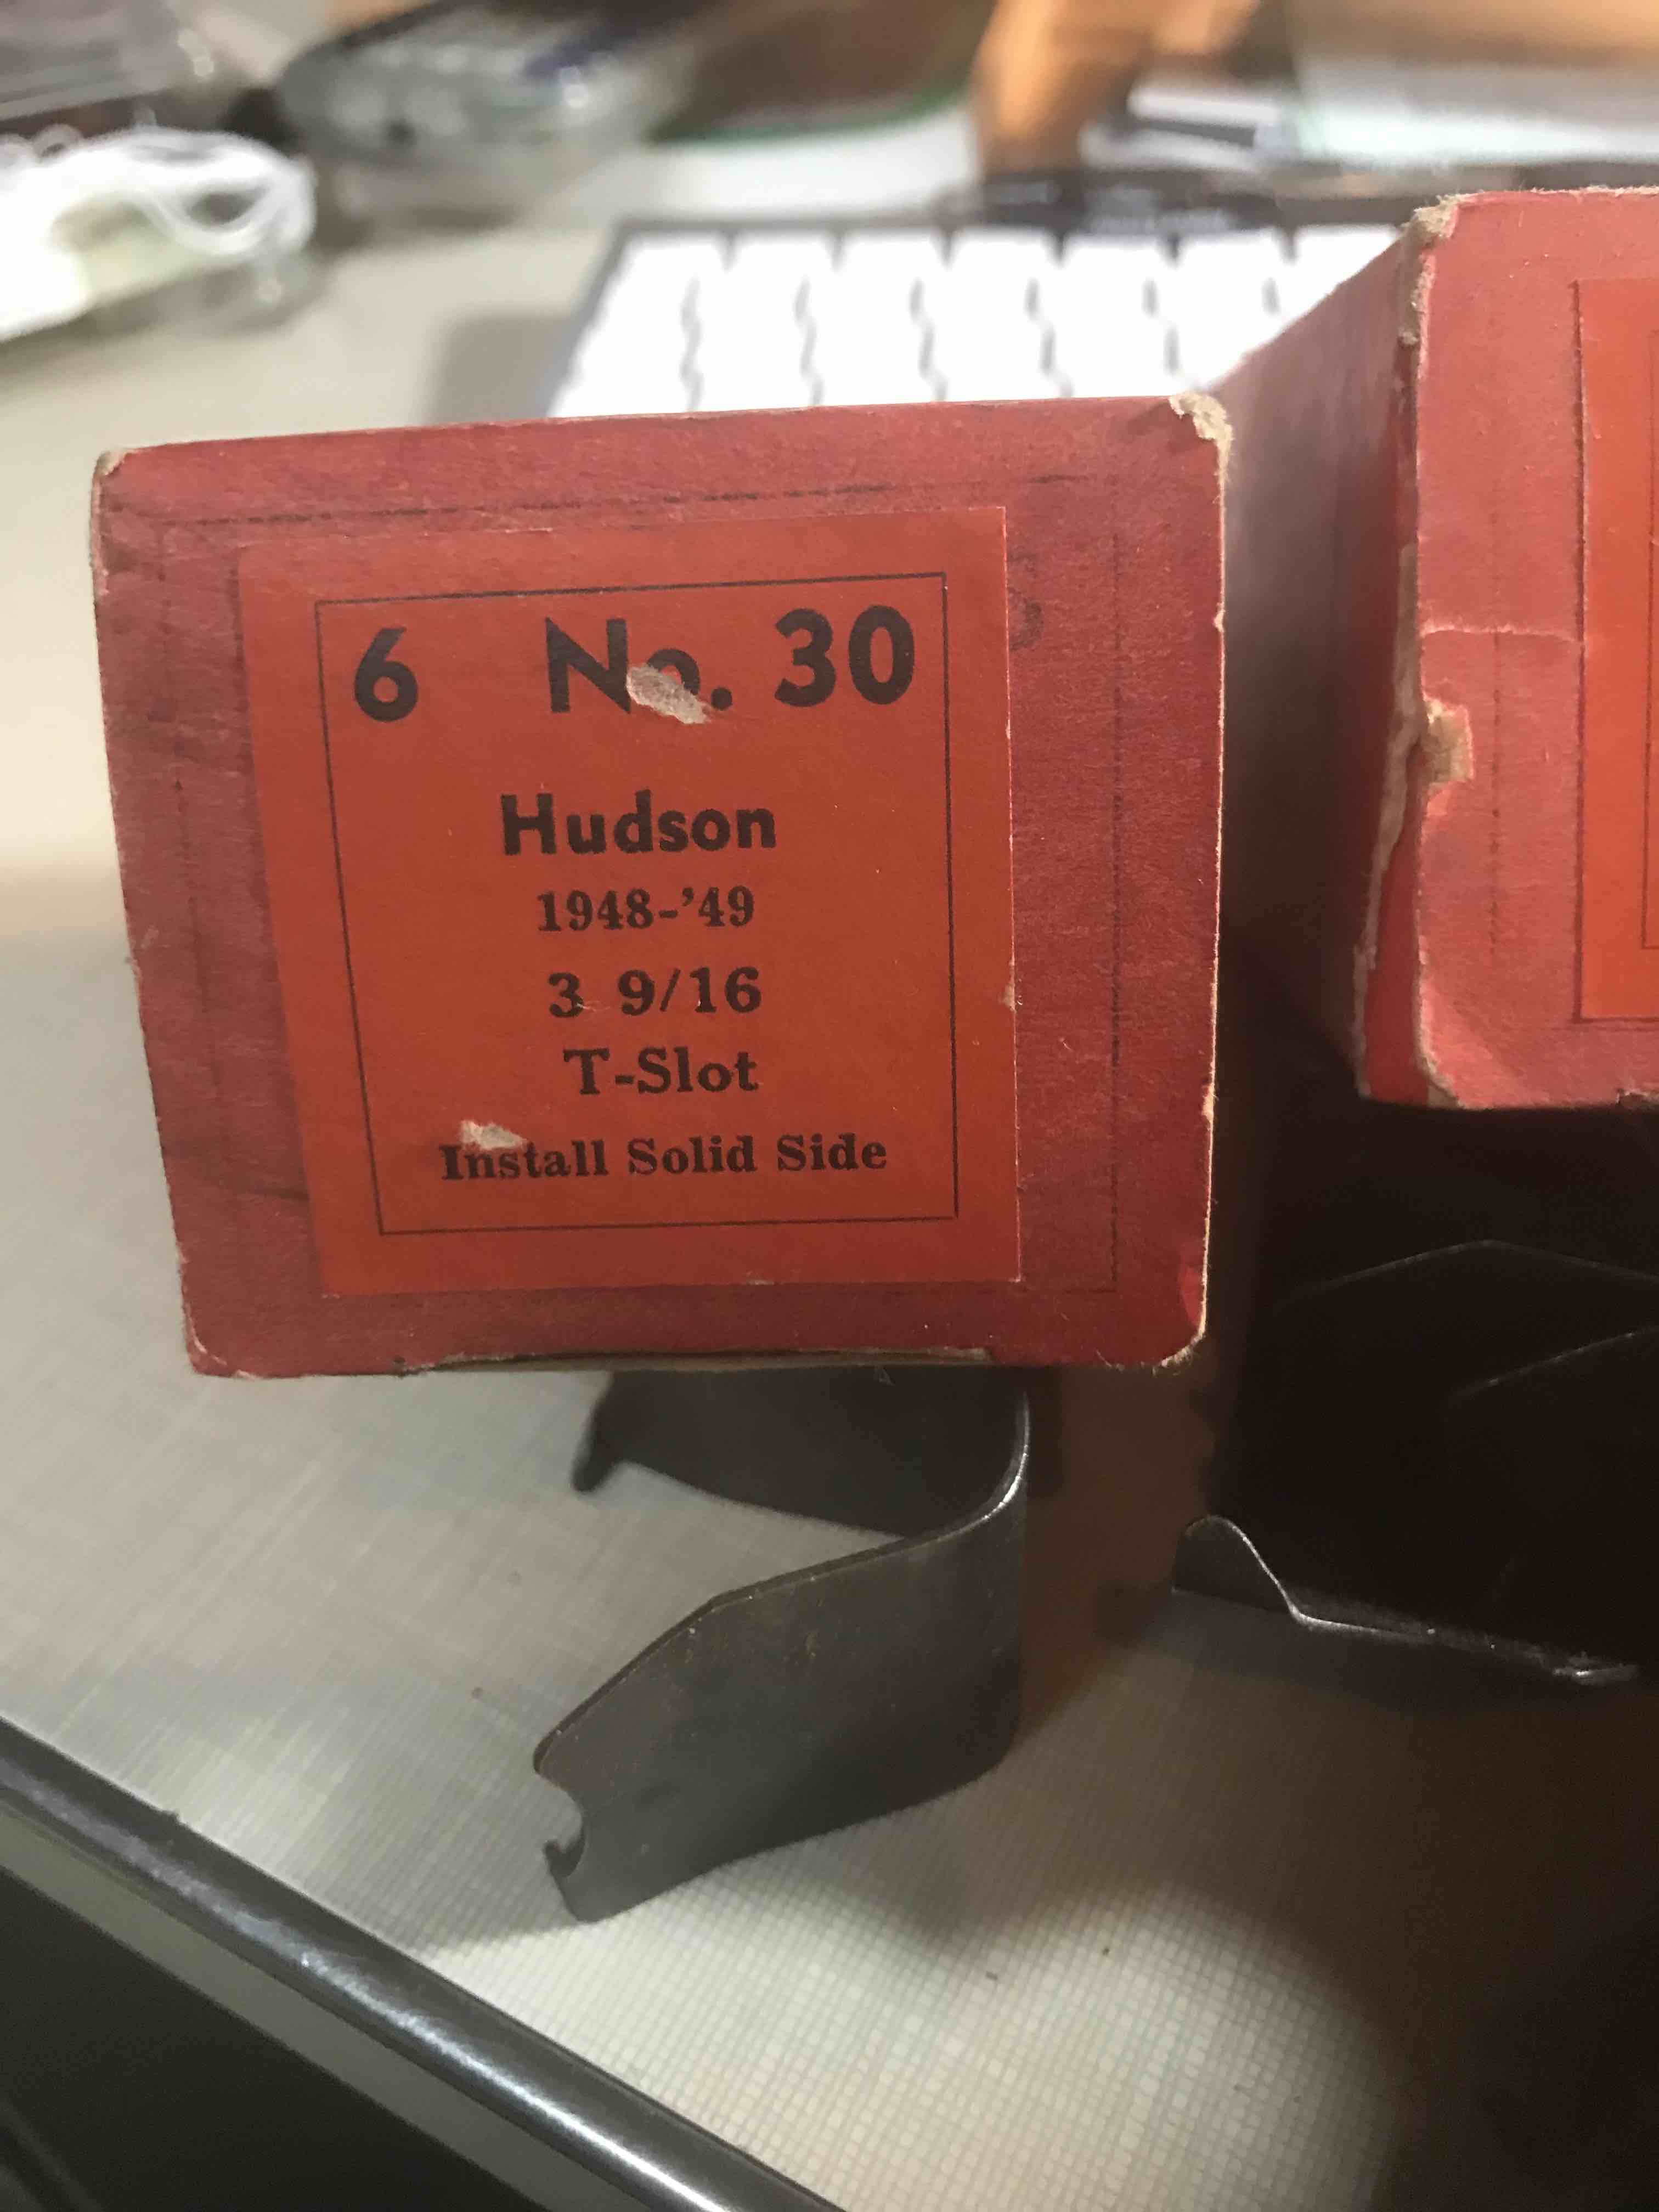 6 No. 30
Hudson
1948-'49
3 9/16
T-Slot
Install Solid Side